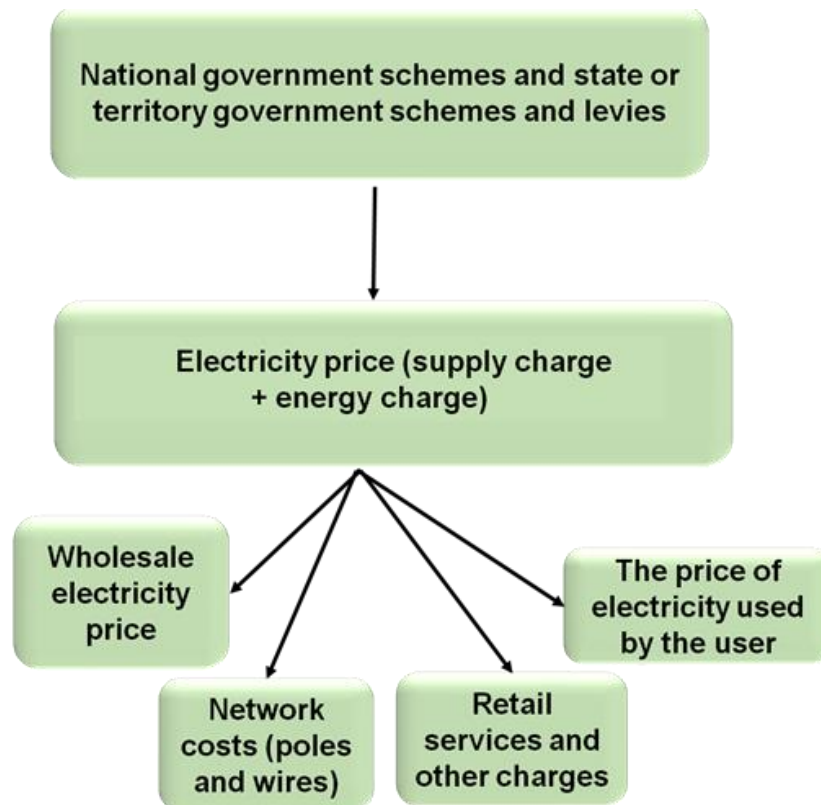 National government schemes and state or
territory government schemes and levies
Electricity price (supply charge
+ energy charge)
Wholesale
electricity
price
The price of
electricity used
by the user
Network
costs (poles
and wires)
Retail
services and
other charges